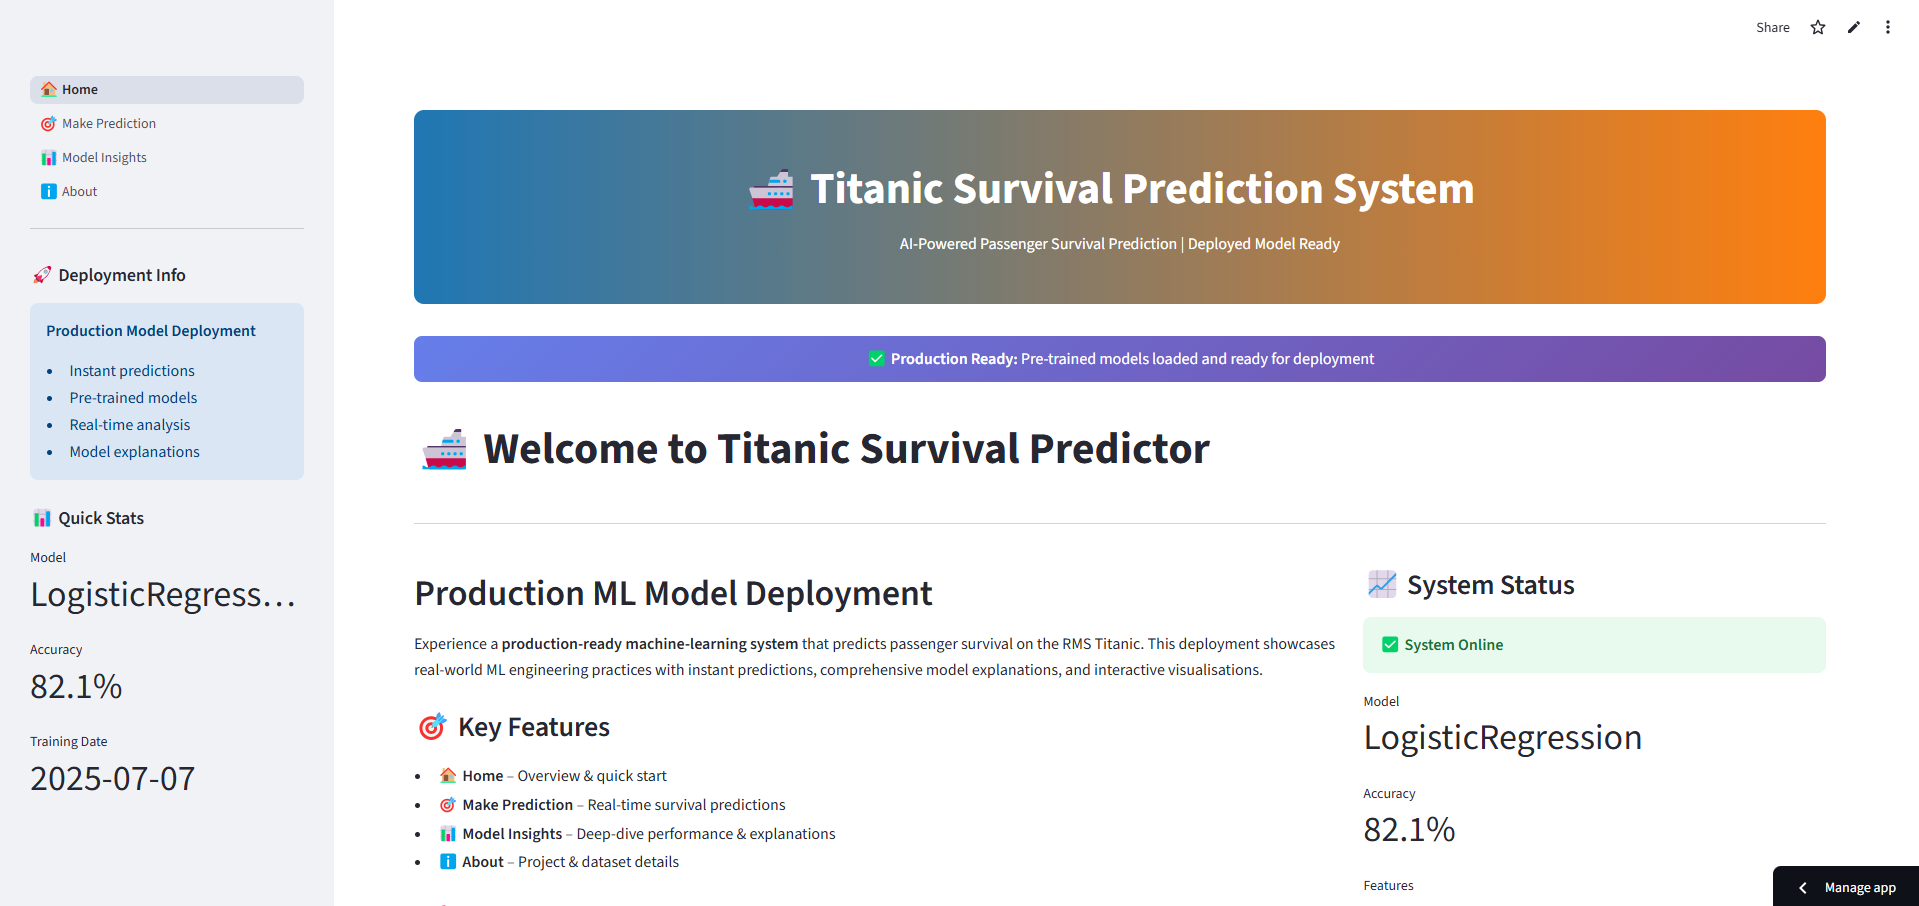 Share
Home
Make Prediction
Model Insights
About
Deployment Info
Production Model Deployment
Instant predictions
Pre-trained models
Real-time analysis
Model explanations
Quick Stats
Model
LogisticRegress...
Accuracy
82.1%
Training Date
2025-07-07
Titanic Survival Prediction System
AI-Powered Passenger Survival Prediction | Deployed Model Ready
Production Ready: Pre-trained models loaded and ready for deployment
Welcome to Titanic Survival Predictor
Production ML Model Deployment
Experience a production-ready machine-learning system that predicts passenger survival on the RMS Titanic. This deployment showcases
real-world ML engineering practices with instant predictions, comprehensive model explanations, and interactive visualisations.
Key Features
Home – Overview & quick start
Make Prediction – Real-time survival predictions
Model Insights – Deep-dive performance & explanations
About – Project & dataset details
System Status
System Online
Model
LogisticRegression
Accuracy
82.1%
Features
Manage app